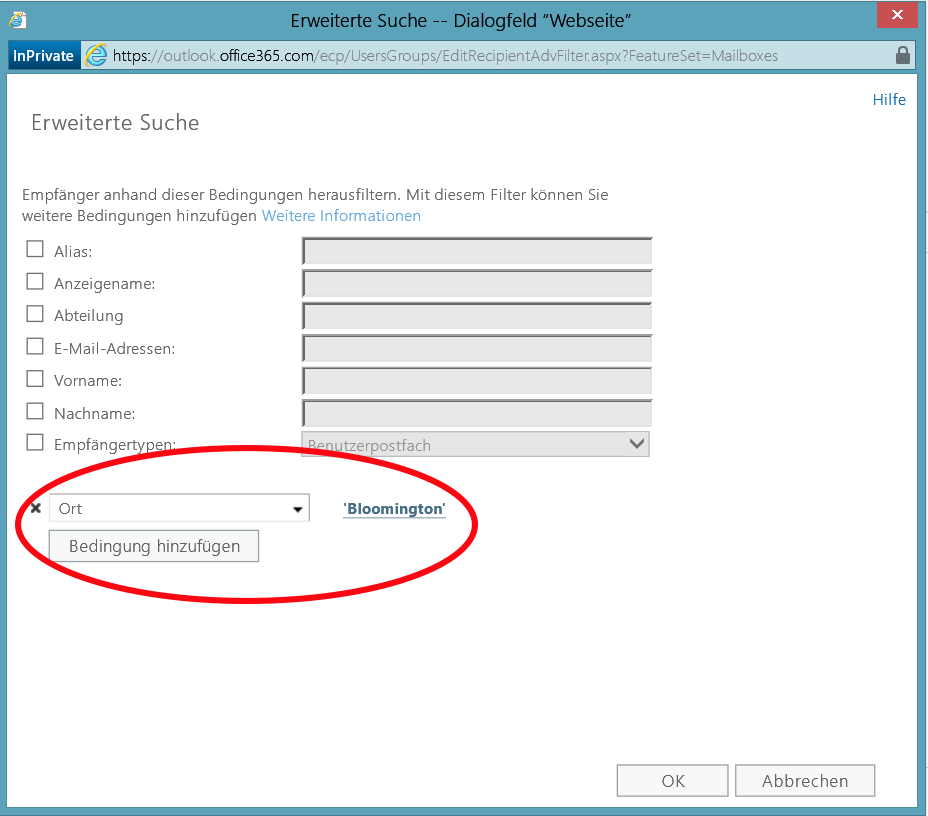 Erweiterte Suche -- Dialogfeld “Webseite”
InPrivate https://outlook.office365.com/ecp/UsersGroups/EditRecipientAdvFilter.aspx?FeatureSet=Mailboxes
Hilfe
Erweiterte Suche
Empfänger anhand dieser Bedingungen herausfiltern. Mit diesem Filter können Sie
weitere Bedingungen hinzufügen Weitere Informationen
Alias:
Anzeigename:
Abteilung
E-Mail-Adressen:
Vorname:
Nachname:
Empfängertypen: Benutzerpostfach
Ort 'Bloomington'
Bedingung hinzufügen
OK Abbrechen